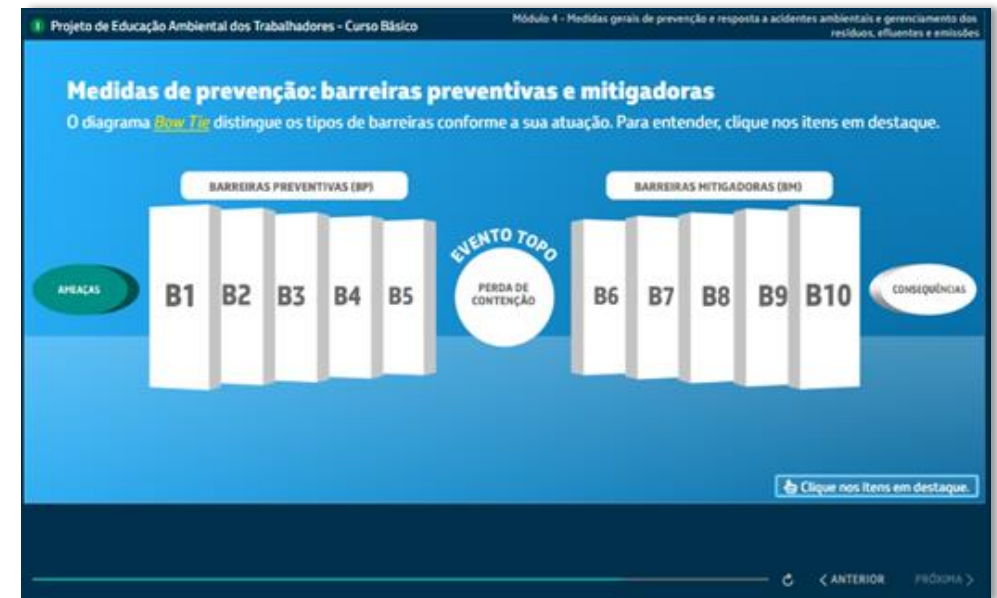 Projeto de Educação Ambiental dos Trabalhadores - Curso Básico
Módulo 4 - Medidas gerais de prevenção e resposta a acidentes ambientais e gerenciamento dos
resíduos, efluentes e emissões
Medidas de prevenção: barreiras preventivas e mitigadoras
O diagrama Bow Tie distingue os tipos de barreiras conforme a sua atuação. Para entender, clique nos itens em destaque.
BARREIRAS PREVENTIVAS (BP)
BARREIRAS MITIGADORAS (BM)
AMEAÇAS
B1
B2
B3
B4
B5
EVENTO TOPO
PERDA DE
CONTENÇÃO
B6
B7
B8
B9
B10
CONSEQUÊNCIAS
Clique nos itens em destaque.
< ANTERIOR
PRÓXIMA >